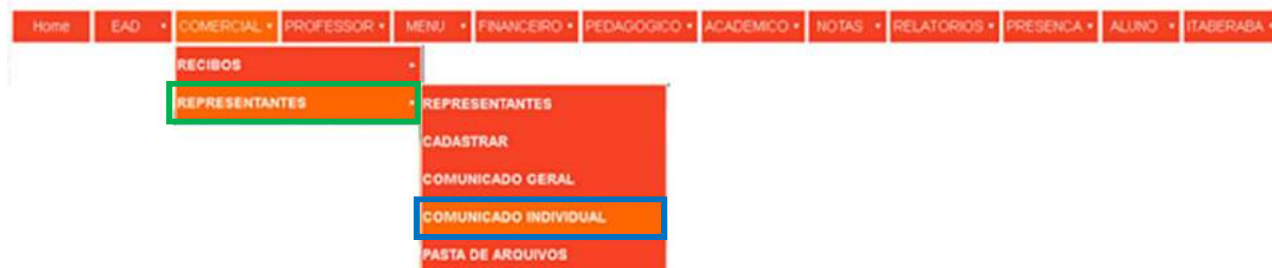 Home EAD COMERCIAL PROFESSOR MENU FINANCEIRO PEDAGOGICO ACADEMICO NOTAS RELATORIOS PRESENCA ALUNO ITABERABA
RECIBOS
REPRESENTANTES
REPRESENTANTES
CADASTRAR
COMUNICADO GERAL
COMUNICADO INDIVIDUAL
PASTA DE ARQUIVOS